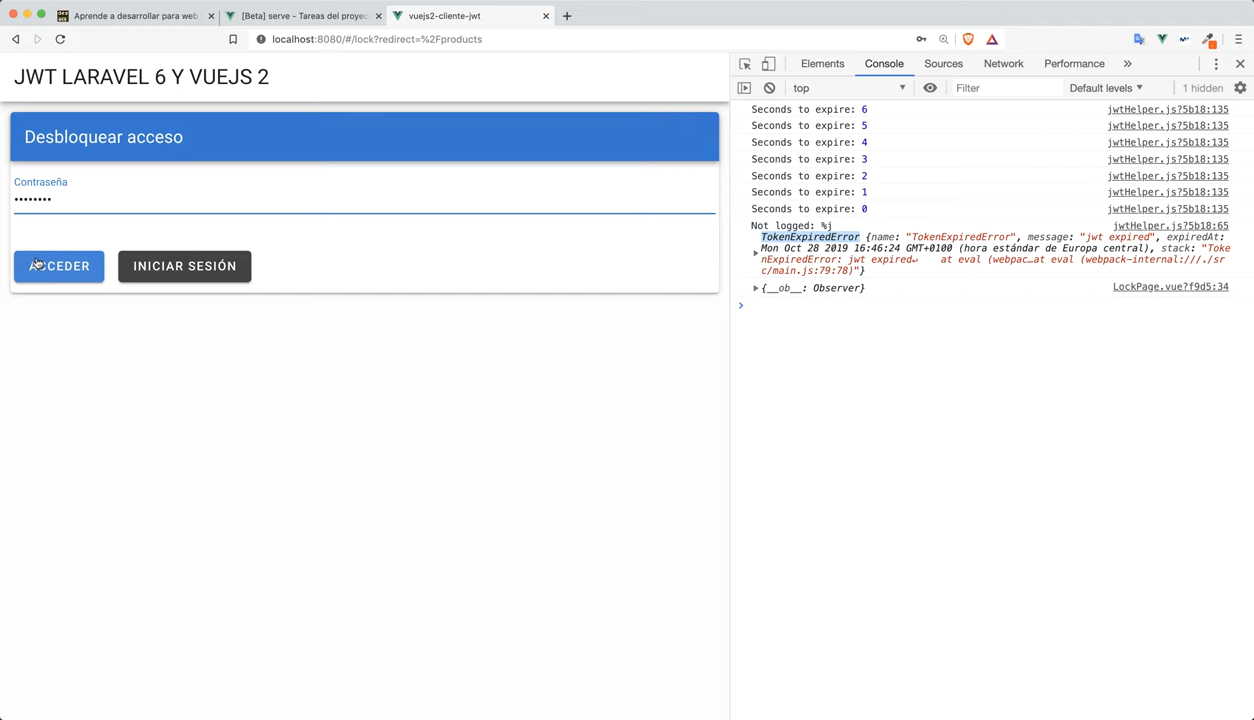 Aprende a desarrollar para web
[Beta] serve - Tareas del proyec
vuejs2-cliente-jwt
localhost:8080/#/lock?redirect=%2Fproducts
JWT LARAVEL 6 Y VUEJS 2
Desbloquear acceso
Contraseña
••••••••
ACCEDER
INICIAR SESIÓN
Elements Console Sources Network Performance
top Filter Default levels 1 hidden
Seconds to expire: 6 jwtHelper.js?5b18:135
Seconds to expire: 5 jwtHelper.js?5b18:135
Seconds to expire: 4 jwtHelper.js?5b18:135
Seconds to expire: 3 jwtHelper.js?5b18:135
Seconds to expire: 2 jwtHelper.js?5b18:135
Seconds to expire: 1 jwtHelper.js?5b18:135
Seconds to expire: 0 jwtHelper.js?5b18:135
Not logged: %j jwtHelper.js?5b18:65
TokenExpiredError {name: "TokenExpiredError", message: "jwt expired", expiredAt:
Mon Oct 28 2019 16:46:24 GMT+0100 (hora estándar de Europa central), stack: "Toke
nExpiredError: jwt expired↵ at eval (webpac…at eval (webpack-internal:///./sr
c/main.js:79:78)"}
{__ob__: Observer} LockPage.vue?f9d5:34